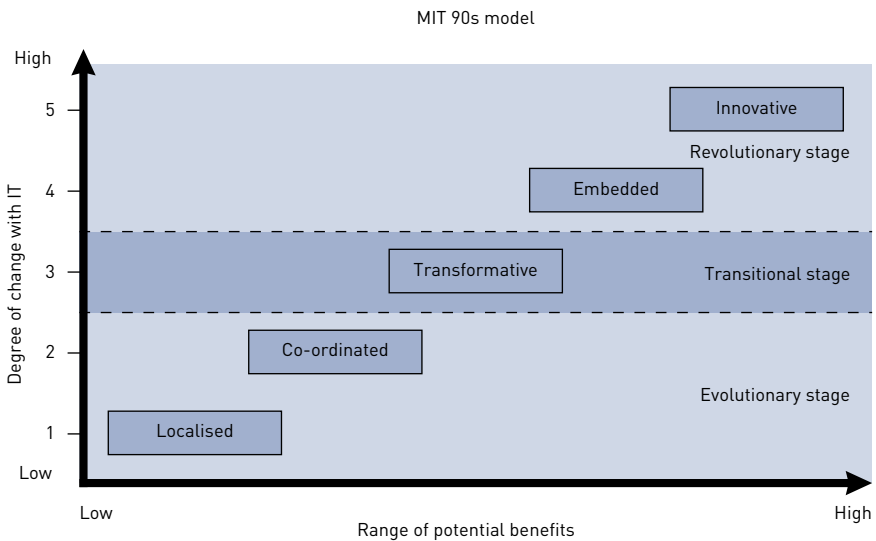 MIT 90s model
High
5
Innovative
Revolutionary stage
4
Embedded
Degree of change with IT
3
Transformative
Transitional stage
2
Co-ordinated
Evolutionary stage
1
Localised
Low
Low
High
Range of potential benefits